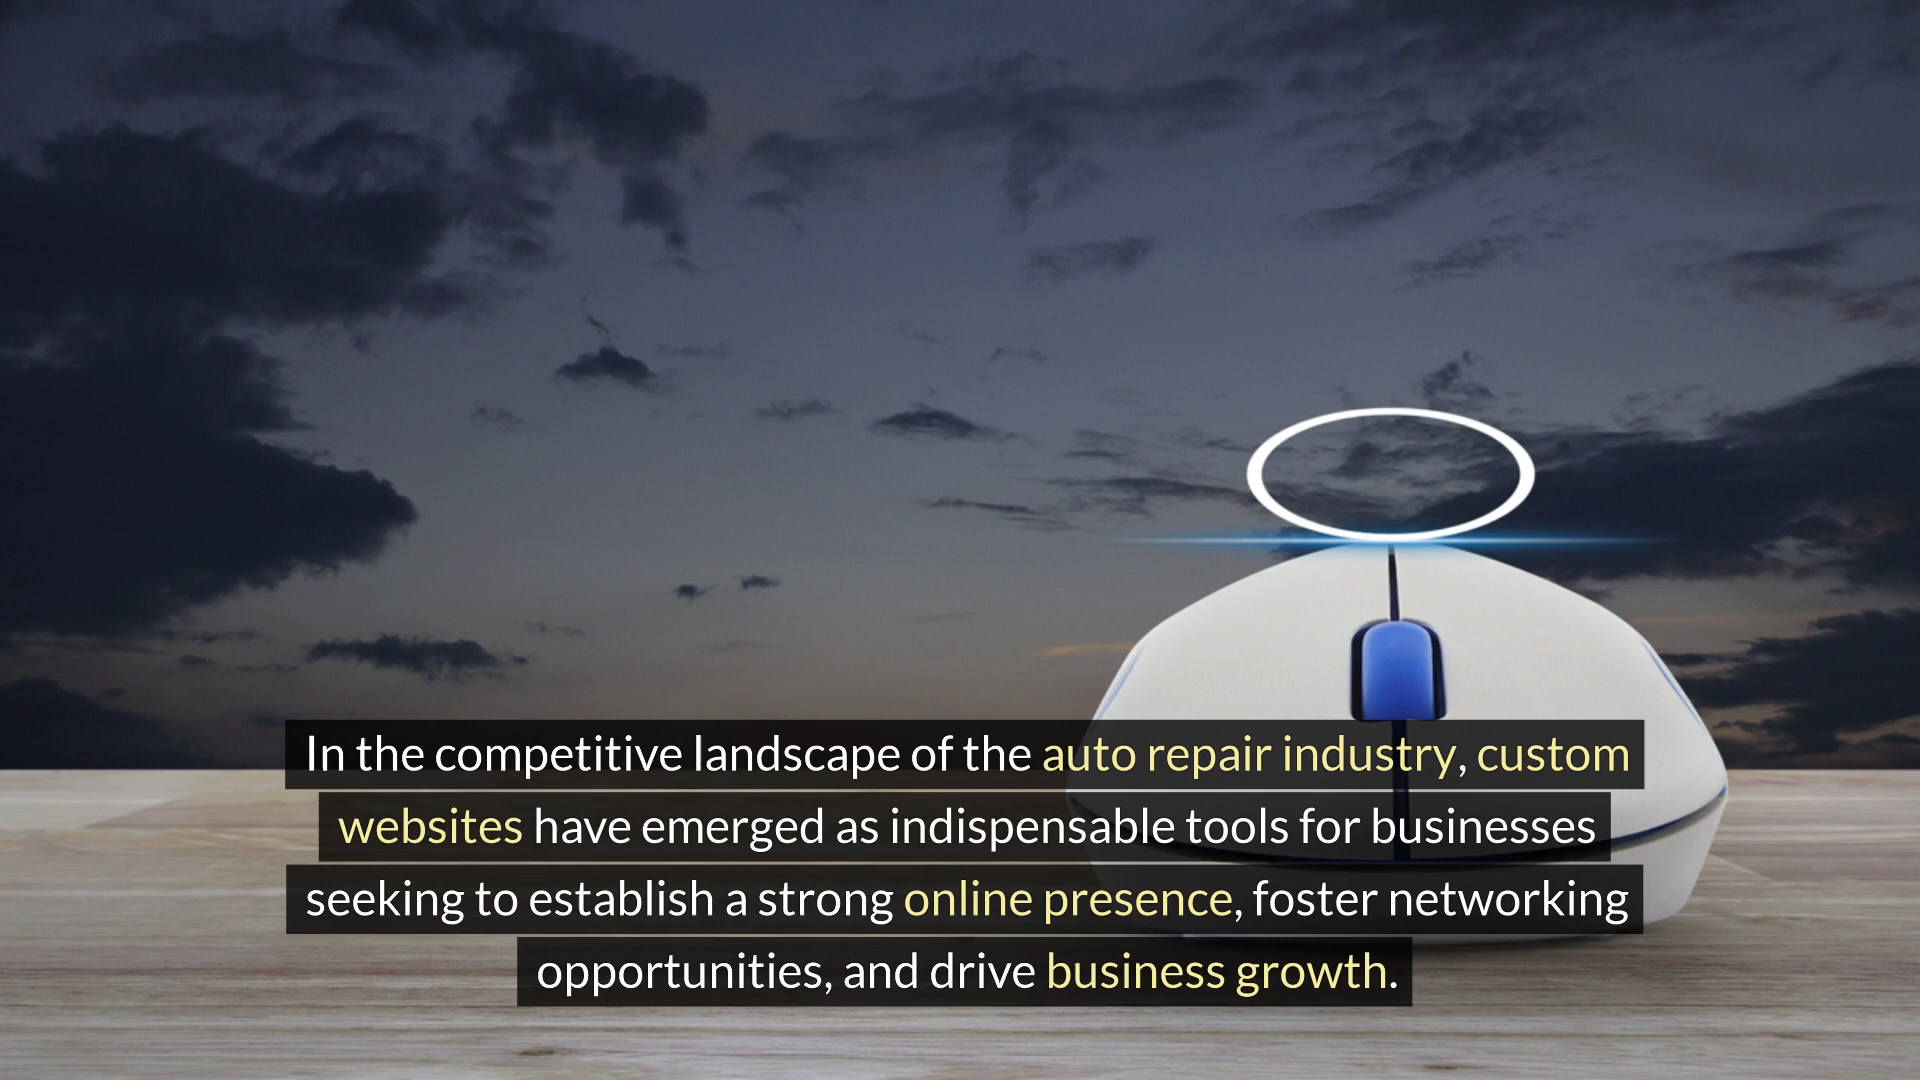 In the competitive landscape of the auto repair industry, custom
websites have emerged as indispensable tools for businesses
seeking to establish a strong online presence, foster networking
opportunities, and drive business growth.